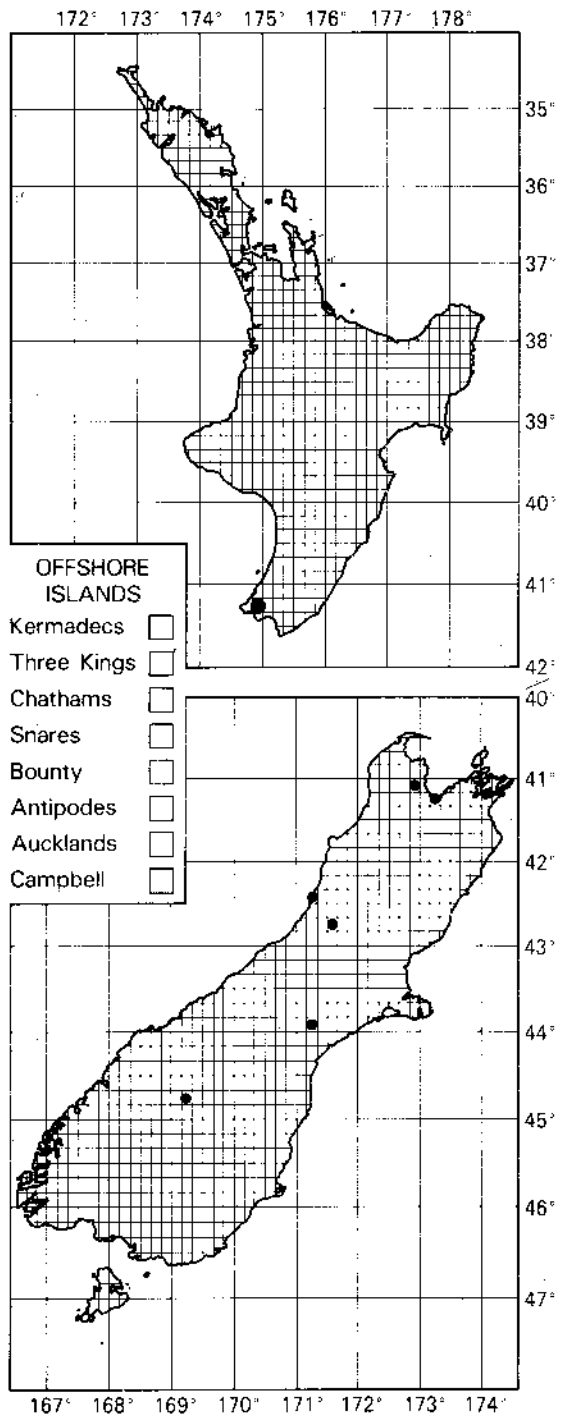 172° 173° 174° 175° 176° 177° 178°
35°
36°
37°
38°
39°
40°
41°
42°
OFFSHORE
ISLANDS
Kermadecs
Three Kings
Chathams
Snares
Bounty
Antipodes
Aucklands
Campbell
40°
41°
42°
43°
44°
45°
46°
47°
167° 168° 169° 170° 171° 172° 173° 174°